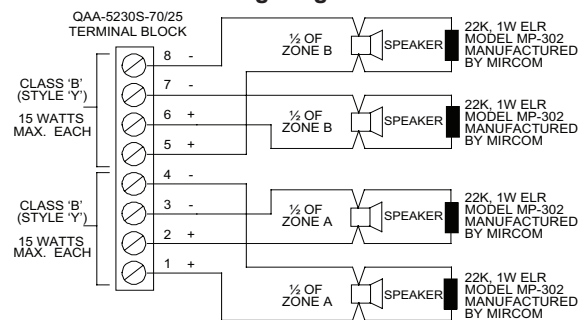 QAA-5230S-70/25
TERMINAL BLOCK
8 -
7 -
6 +
5 +
4 -
3 -
2 +
1 +
CLASS 'B'
(STYLE 'Y')
15 WATTS
MAX. EACH
CLASS 'B'
(STYLE 'Y')
15 WATTS
MAX. EACH
½ OF
ZONE B
SPEAKER
22K, 1W ELR
MODEL MP-302
MANUFACTURED
BY MIRCOM
½ OF
ZONE B
SPEAKER
22K, 1W ELR
MODEL MP-302
MANUFACTURED
BY MIRCOM
½ OF
ZONE A
SPEAKER
22K, 1W ELR
MODEL MP-302
MANUFACTURED
BY MIRCOM
½ OF
ZONE A
SPEAKER
22K, 1W ELR
MODEL MP-302
MANUFACTURED
BY MIRCOM